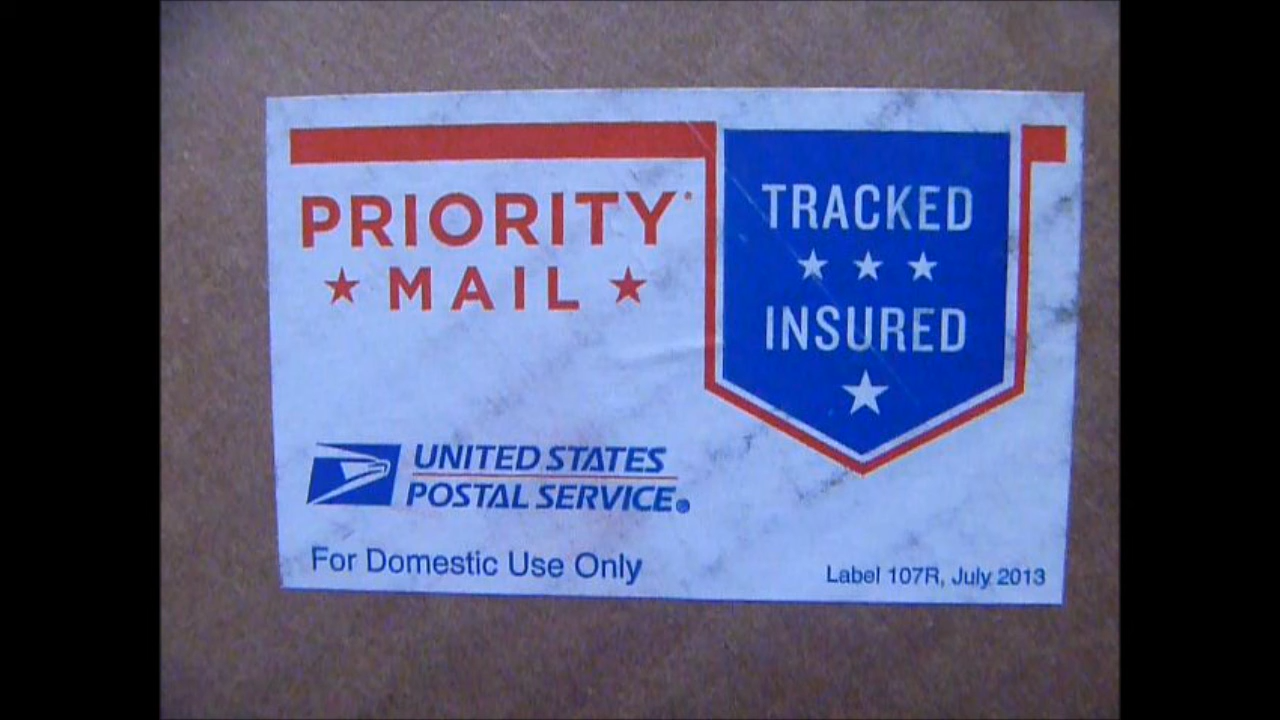 PRIORITY®
★ MAIL ★
TRACKED
★ ★ ★
INSURED
★
UNITED STATES
POSTAL SERVICE®
For Domestic Use Only
Label 107R, July 2013